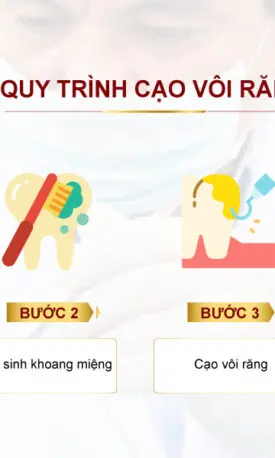 QUY TRÌNH CẠO VÔI RĂ
BƯỚC 2
BƯỚC 3
sinh khoang miệng
Cạo vôi răng